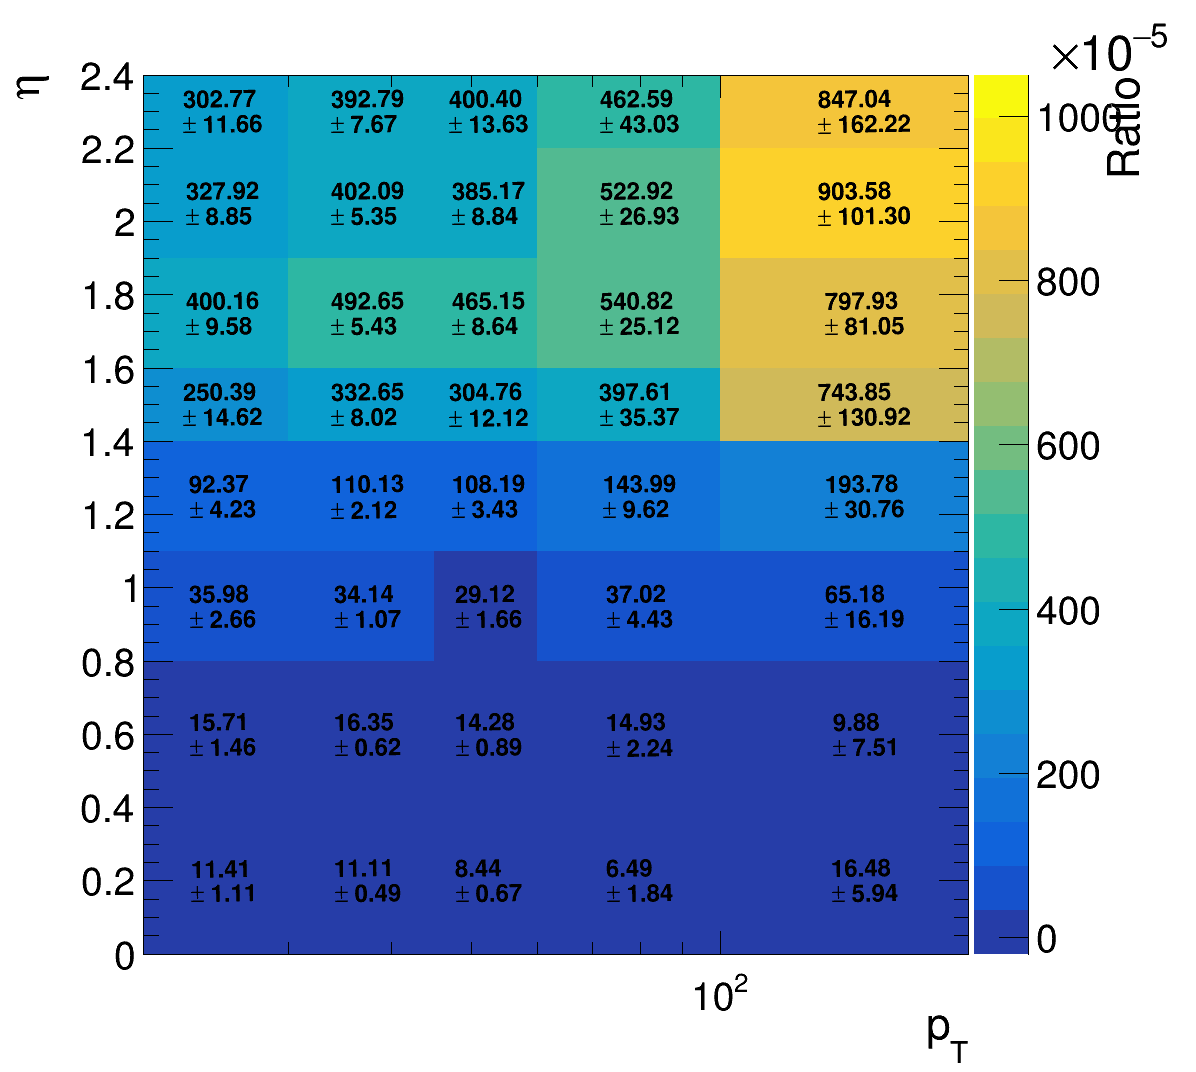 ×10⁻⁵
η
2.4
302.77 392.79 400.40 462.59 847.04
± 11.66 ± 7.67 ± 13.63 ± 43.03 ± 162.22
1000
Ratio
2.2
327.92 402.09 385.17 522.92 903.58
± 8.85 ± 5.35 ± 8.84 ± 26.93 ± 101.30
2
1.8
800
400.16 492.65 465.15 540.82 797.93
± 9.58 ± 5.43 ± 8.64 ± 25.12 ± 81.05
1.6
250.39 332.65 304.76 397.61 743.85
± 14.62 ± 8.02 ± 12.12 ± 35.37 ± 130.92
1.4
600
92.37 110.13 108.19 143.99 193.78
± 4.23 ± 2.12 ± 3.43 ± 9.62 ± 30.76
1.2
1
35.98 34.14 29.12 37.02 65.18
± 2.66 ± 1.07 ± 1.66 ± 4.43 ± 16.19
400
0.8
15.71 16.35 14.28 14.93 9.88
± 1.46 ± 0.62 ± 0.89 ± 2.24 ± 7.51
0.6
200
0.4
11.41 11.11 8.44 6.49 16.48
± 1.11 ± 0.49 ± 0.67 ± 1.84 ± 5.94
0.2
0
0
10²
p_T